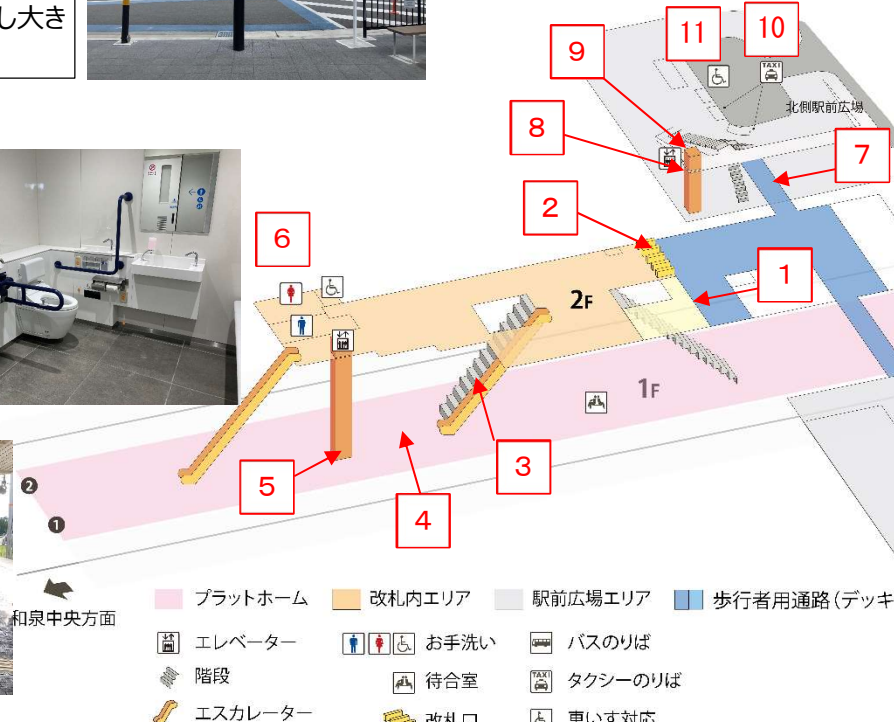 し大き
11
10
9
TAXI
北側駅前広場
8
7
2
6
1
2F
1F
5
3
4
2
1
和泉中央方面
プラットホーム
改札内エリア
駅前広場エリア
歩行者用通路(デッキ
エレベーター
お手洗い
バスのりば
階段
待合室
TAXI
タクシーのりば
エスカレーター
改札口
車いす対応